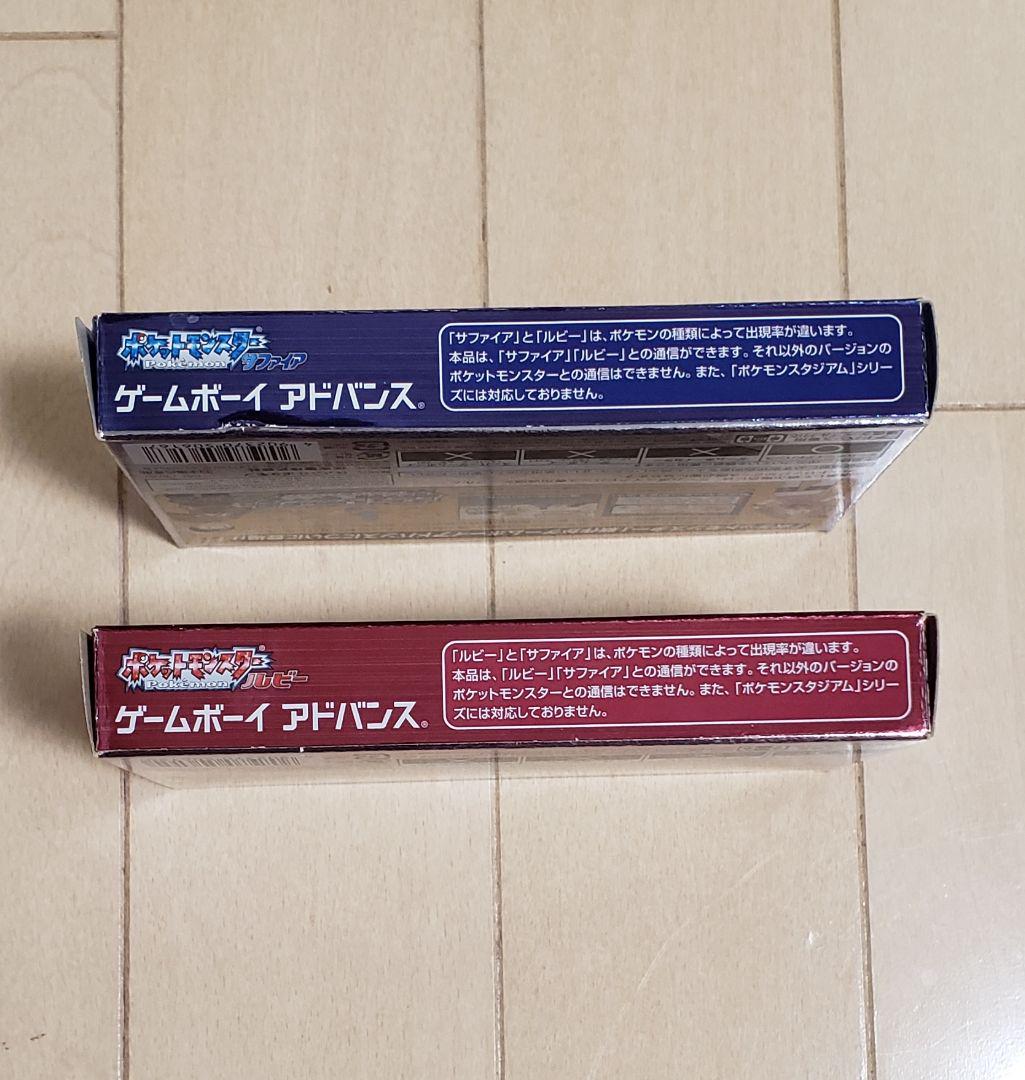 ポケットモンスター
Pokémon サファイア
ゲームボーイ アドバンス®
「サファイア」と「ルビー」は、ポケモンの種類によって出現率が違います。
本品は、「サファイア」「ルビー」との通信ができます。それ以外のバージョンの
ポケットモンスターとの通信はできません。また、「ポケモンスタジアム」シリー
ズには対応しておりません。
ポケットモンスター
Pokémon ルビー
ゲームボーイ アドバンス®
「ルビー」と「サファイア」は、ポケモンの種類によって出現率が違います。
本品は、「ルビー」「サファイア」との通信ができます。それ以外のバージョンの
ポケットモンスターとの通信はできません。また、「ポケモンスタジアム」シリー
ズには対応しておりません。